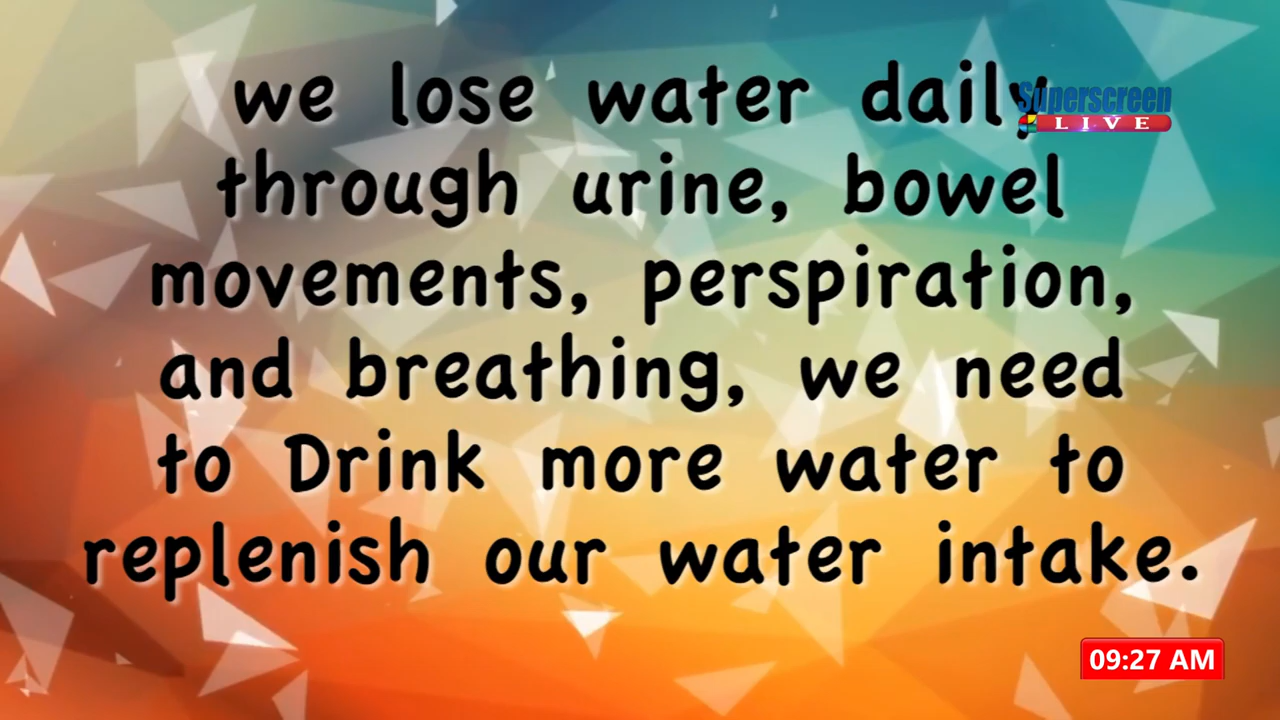 we lose water daily
Superscreen
LIVE
through urine, bowel
movements, perspiration,
and breathing, we need
to Drink more water to
replenish our water intake.
09:27 AM